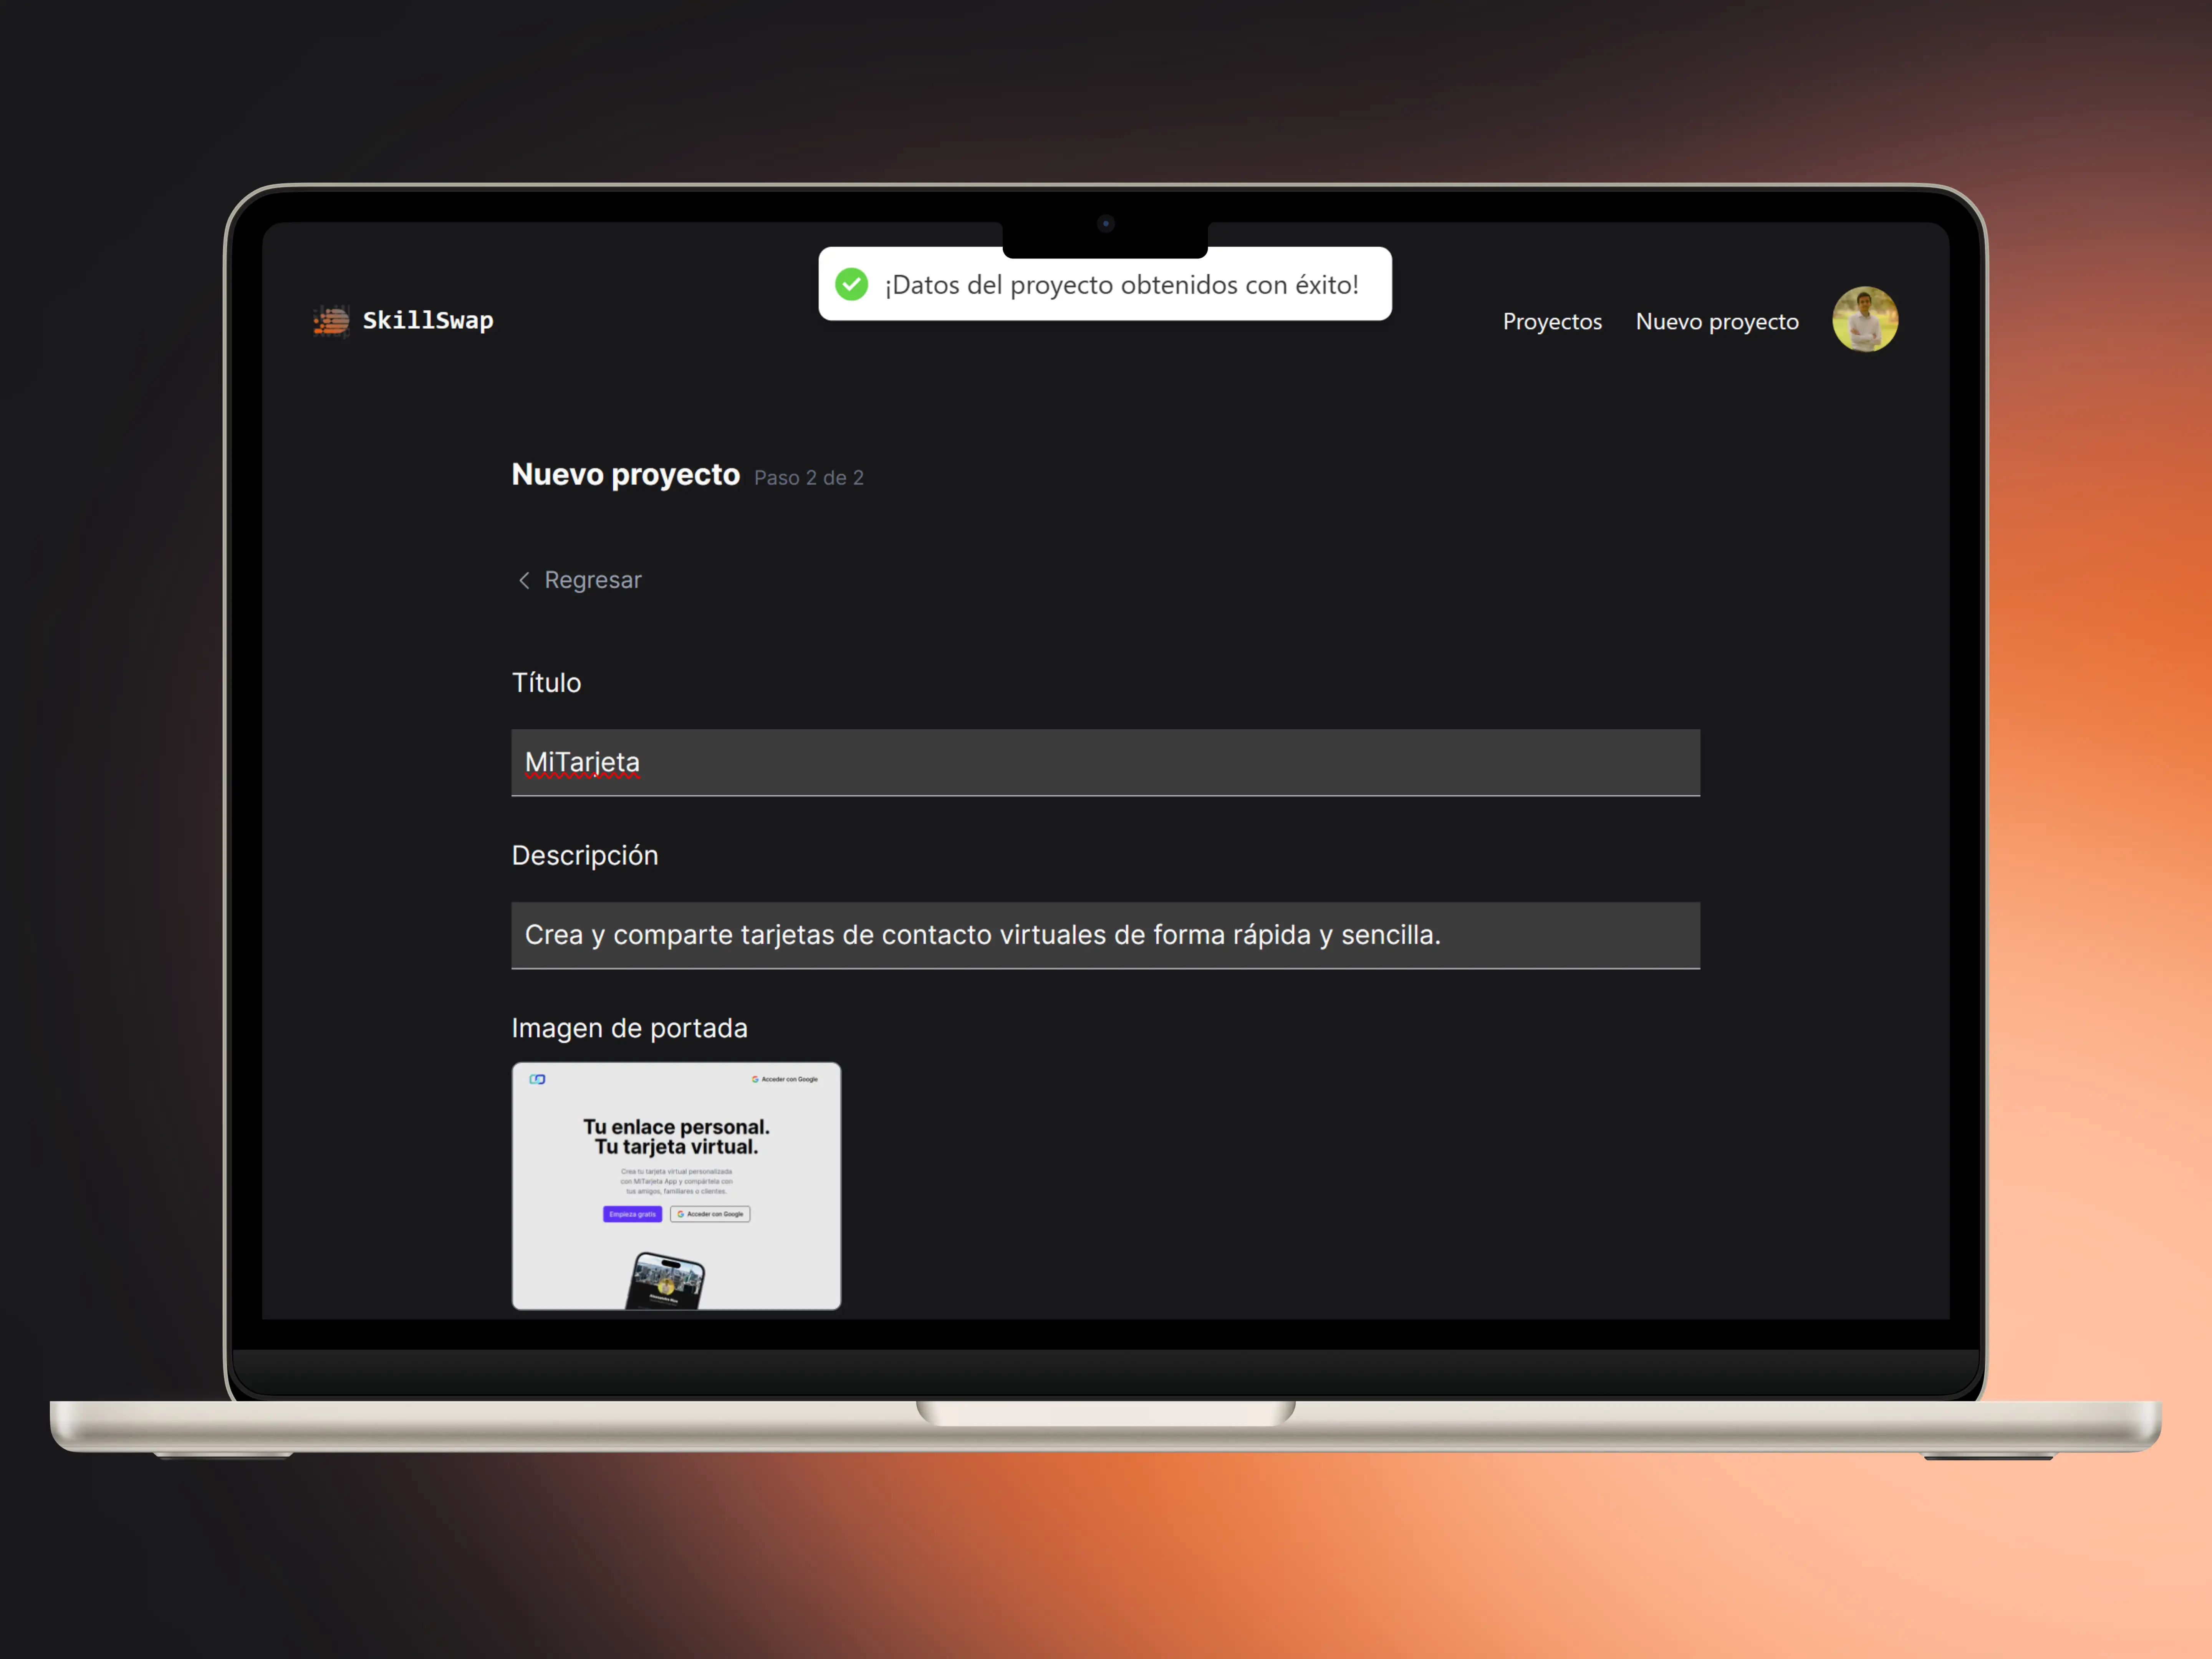 ¡Datos del proyecto obtenidos con éxito!
SkillSwap
Proyectos
Nuevo proyecto
Nuevo proyecto
Paso 2 de 2
Regresar
Título
MiTarjeta
Descripción
Crea y comparte tarjetas de contacto virtuales de forma rápida y sencilla.
Imagen de portada
Acceder con Google
Tu enlace personal.
Tu tarjeta virtual.
Crea tu tarjeta virtual personalizada
con MiTarjeta App y compártela con
tus amigos, familiares o clientes.
Empieza gratis
Acceder con Google